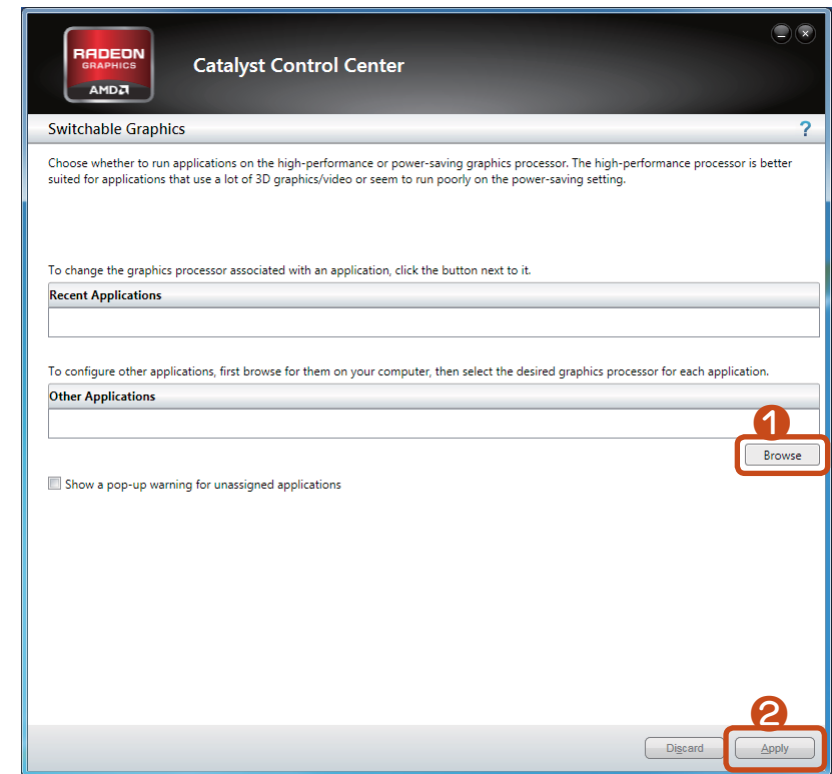 RADEON
GRAPHICS
AMD
Catalyst Control Center
Switchable Graphics
?
Choose whether to run applications on the high-performance or power-saving graphics processor. The high-performance processor is better
suited for applications that use a lot of 3D graphics/video or seem to run poorly on the power-saving setting.
To change the graphics processor associated with an application, click the button next to it.
Recent Applications
To configure other applications, first browse for them on your computer, then select the desired graphics processor for each application.
Other Applications
1
Browse
Show a pop-up warning for unassigned applications
2
Discard
Apply